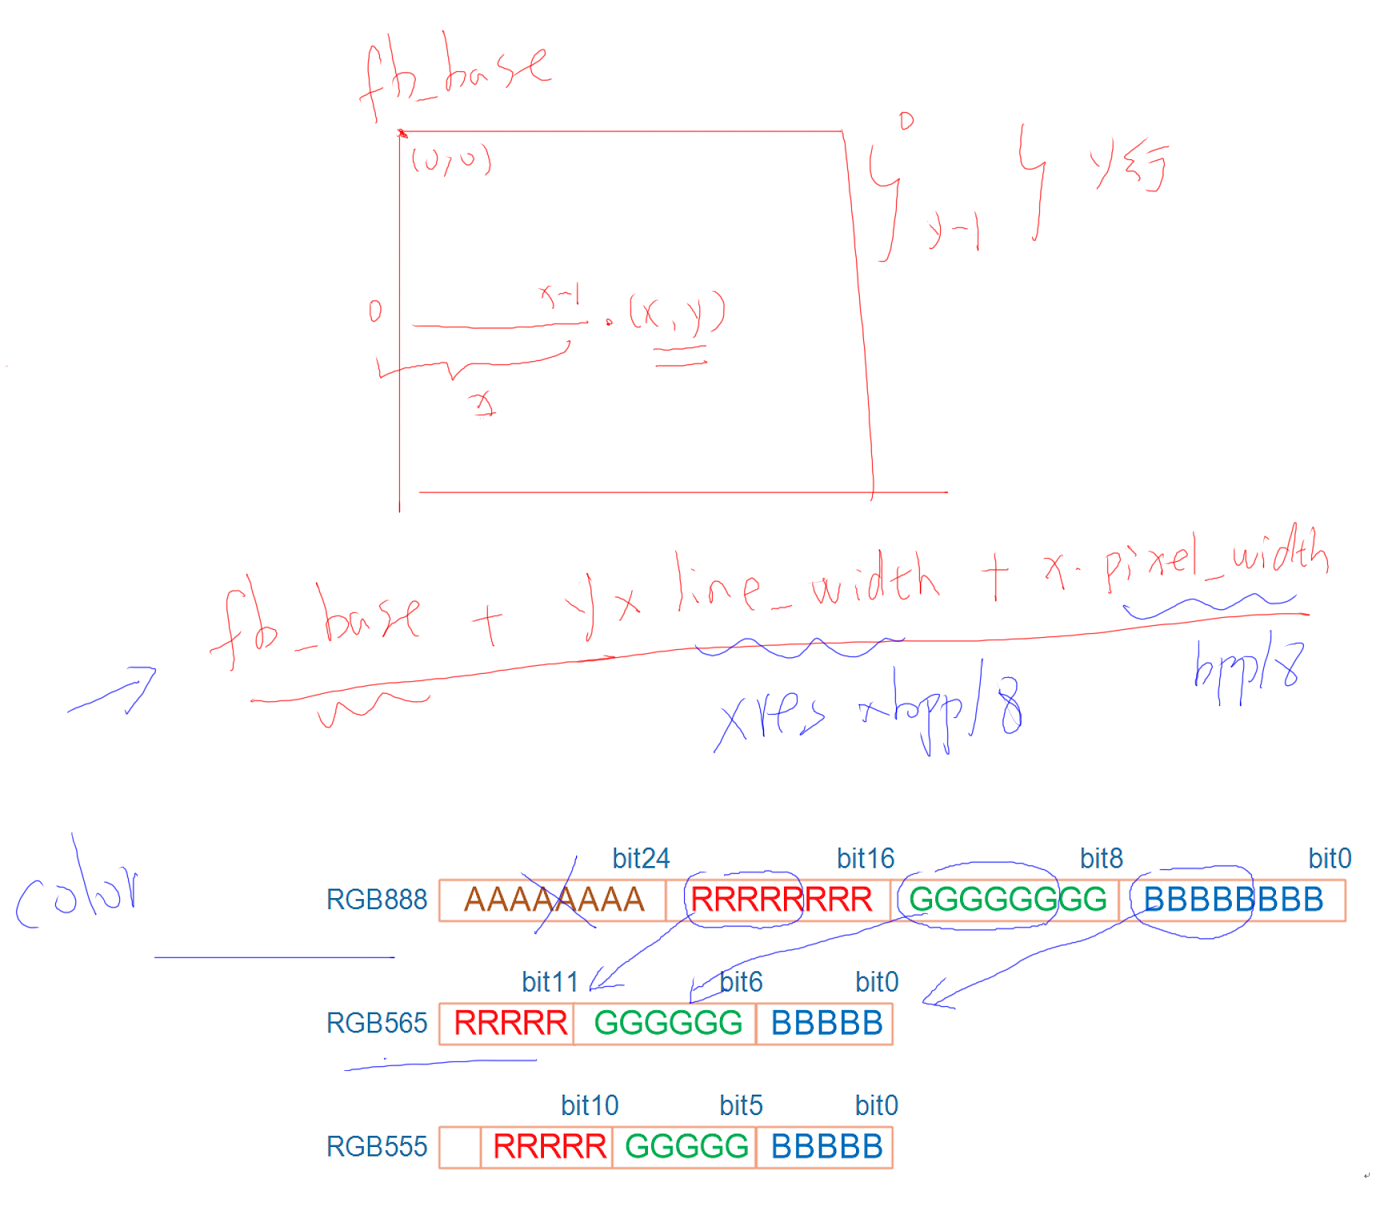 fb_base
(0,0)
0
y-1
y行
0
x-1
(x,y)
x
fb_base + y x line_width + x · pixel_width
xres x bpp/8
bpp/8
color
bit24 bit16 bit8 bit0
RGB888 AAAAAAAA RRRRRRRR GGGGGGGG BBBBBBBB
bit11 bit6 bit0
RGB565 RRRRR GGGGGG BBBBB
bit10 bit5 bit0
RGB555 RRRRR GGGGG BBBBB